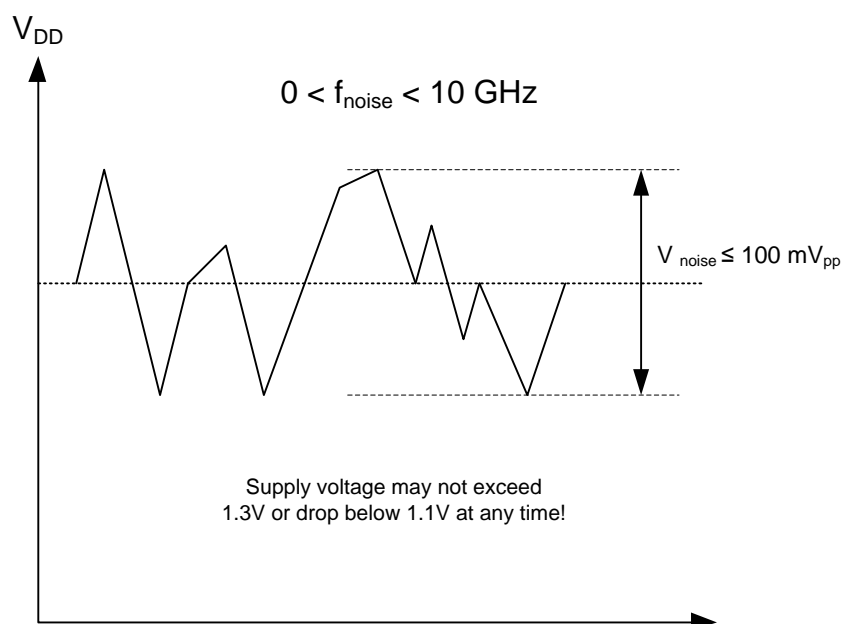 VDD
0 < fnoise < 10 GHz
V noise ≤ 100 mVpp
Supply voltage may not exceed
1.3V or drop below 1.1V at any time!